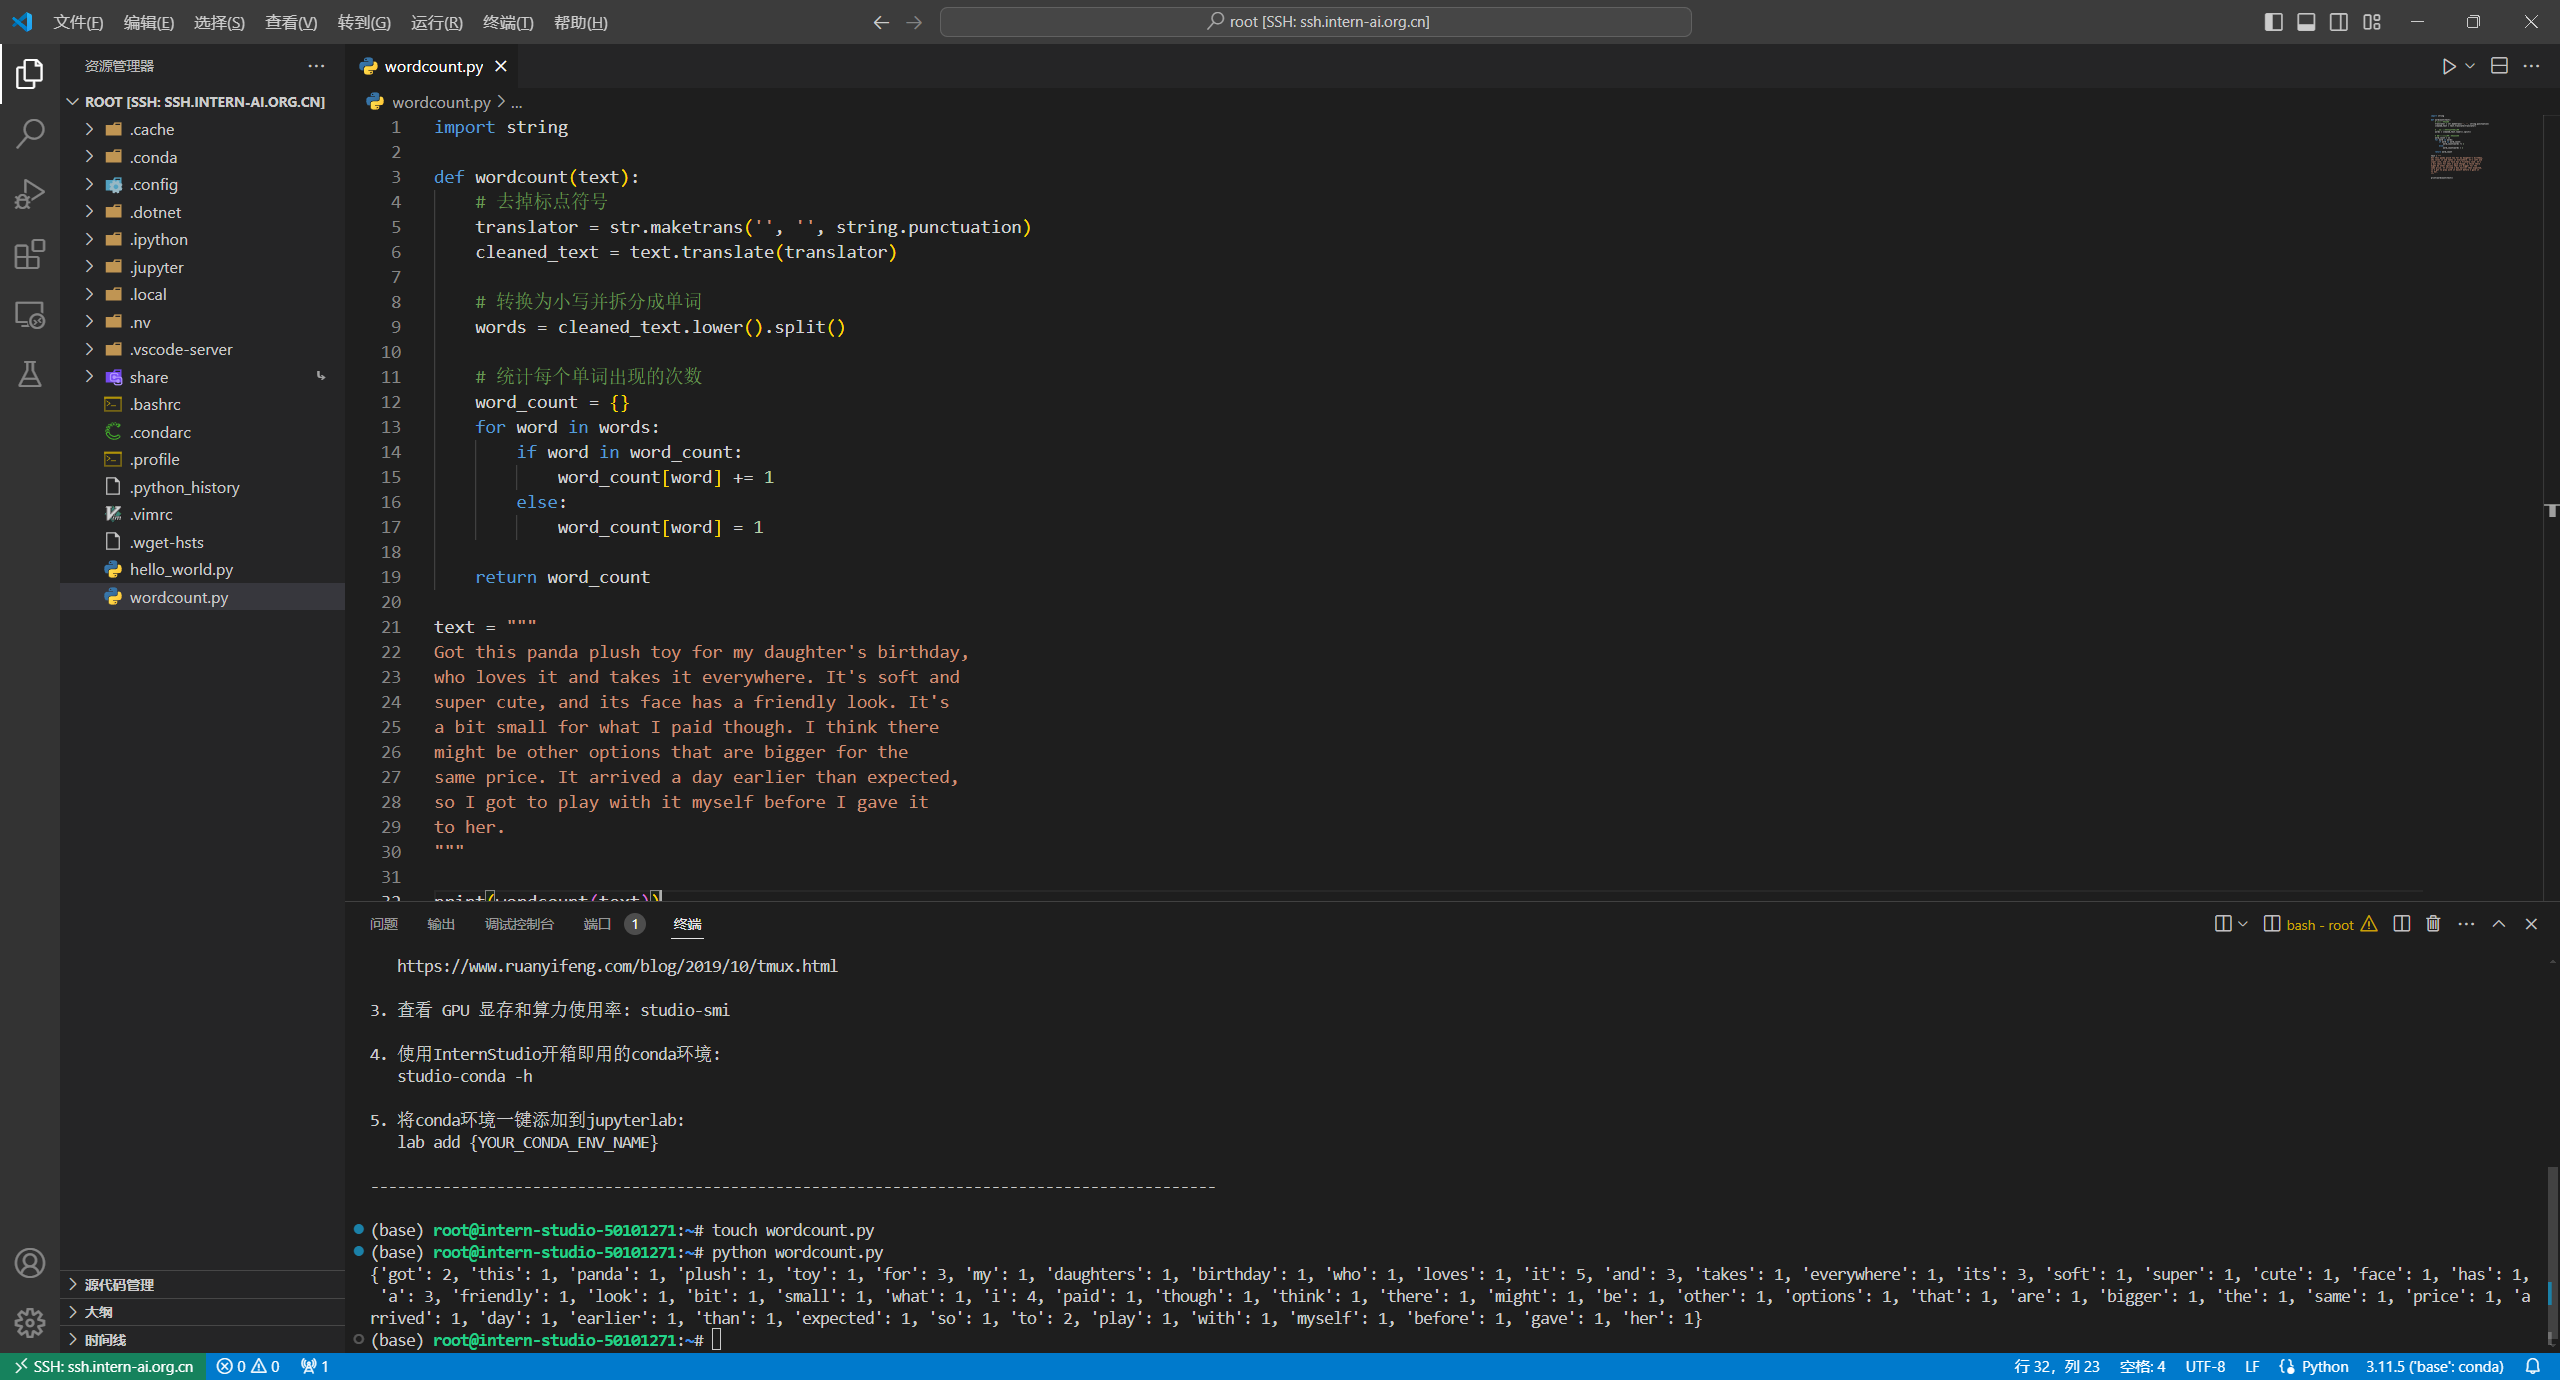 文件(F) 编辑(E) 选择(S) 查看(V) 转到(G) 运行(R) 终端(T) 帮助(H)
root [SSH: ssh.intern-ai.org.cn]
资源管理器
ROOT [SSH: SSH.INTERN-AI.ORG.CN]
.cache
.conda
.config
.dotnet
.ipython
.jupyter
.local
.nv
.vscode-server
share
.bashrc
.condarc
.profile
.python_history
.vimrc
.wget-hsts
hello_world.py
wordcount.py
源代码管理
大纲
时间线
wordcount.py
wordcount.py > ...
1 import string
2
3 def wordcount(text):
4     # 去掉标点符号
5     translator = str.maketrans('', '', string.punctuation)
6     cleaned_text = text.translate(translator)
7
8     # 转换为小写并拆分成单词
9     words = cleaned_text.lower().split()
10
11     # 统计每个单词出现的次数
12     word_count = {}
13     for word in words:
14         if word in word_count:
15             word_count[word] += 1
16         else:
17             word_count[word] = 1
18
19     return word_count
20
21 text = """
22 Got this panda plush toy for my daughter's birthday,
23 who loves it and takes it everywhere. It's soft and
24 super cute, and its face has a friendly look. It's
25 a bit small for what I paid though. I think there
26 might be other options that are bigger for the
27 same price. It arrived a day earlier than expected,
28 so I got to play with it myself before I gave it
29 to her.
30 """
31
32 print(wordcount(text))
问题 输出 调试控制台 端口 1 终端
bash - root
https://www.ruanyifeng.com/blog/2019/10/tmux.html
3. 查看 GPU 显存和算力使用率: studio-smi
4. 使用InternStudio开箱即用的conda环境:
studio-conda -h
5. 将conda环境一键添加到jupyterlab:
lab add {YOUR_CONDA_ENV_NAME}
----------------------------------------------------------------------------------------------
(base) root@intern-studio-50101271:~# touch wordcount.py
(base) root@intern-studio-50101271:~# python wordcount.py
{'got': 2, 'this': 1, 'panda': 1, 'plush': 1, 'toy': 1, 'for': 3, 'my': 1, 'daughters': 1, 'birthday': 1, 'who': 1, 'loves': 1, 'it': 5, 'and': 3, 'takes': 1, 'everywhere': 1, 'its': 3, 'soft': 1, 'super': 1, 'cute': 1, 'face': 1, 'has': 1,
'a': 3, 'friendly': 1, 'look': 1, 'bit': 1, 'small': 1, 'what': 1, 'i': 4, 'paid': 1, 'though': 1, 'think': 1, 'there': 1, 'might': 1, 'be': 1, 'other': 1, 'options': 1, 'that': 1, 'are': 1, 'bigger': 1, 'the': 1, 'same': 1, 'price': 1, 'a
rrived': 1, 'day': 1, 'earlier': 1, 'than': 1, 'expected': 1, 'so': 1, 'to': 2, 'play': 1, 'with': 1, 'myself': 1, 'before': 1, 'gave': 1, 'her': 1}
(base) root@intern-studio-50101271:~#
SSH: ssh.intern-ai.org.cn 0 0 1 行 32，列 23 空格: 4 UTF-8 LF Python 3.11.5 ('base': conda)